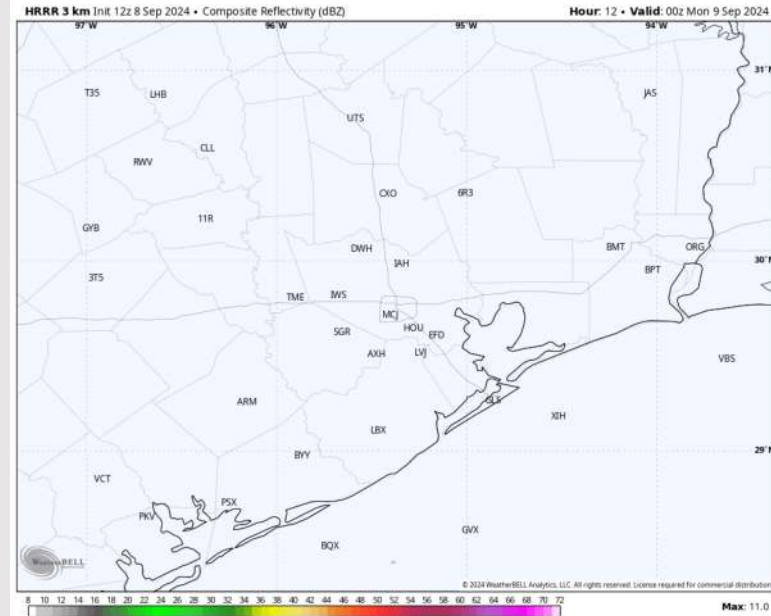 HRRR 3 km Init 12z 8 Sep 2024 • Composite Reflectivity (dBZ) Hour: 12 • Valid: 00z Mon 9 Sep 2024
97°W 96°W 95°W 94°W
31°N
T35 LHB JAS
UTS
CLL
RWV
CXO 6R3
11R
GYB
DWH BMT ORG
IAH 30°N
3T5 BPT
TME IWS
MCJ
SGR HOU EFD
AXH LVJ VBS
ARM GLS
XIH
LBX
29°N
BYY
VCT
PSX
PKV
GVX
BQX
WeatherBELL
© 2024 WeatherBELL Analytics, LLC. All rights reserved. License required for commercial distribution.
8 10 12 14 16 18 20 22 24 26 28 30 32 34 36 38 40 42 44 46 48 50 52 54 56 58 60 62 64 66 68 70 72
Max: 11.0